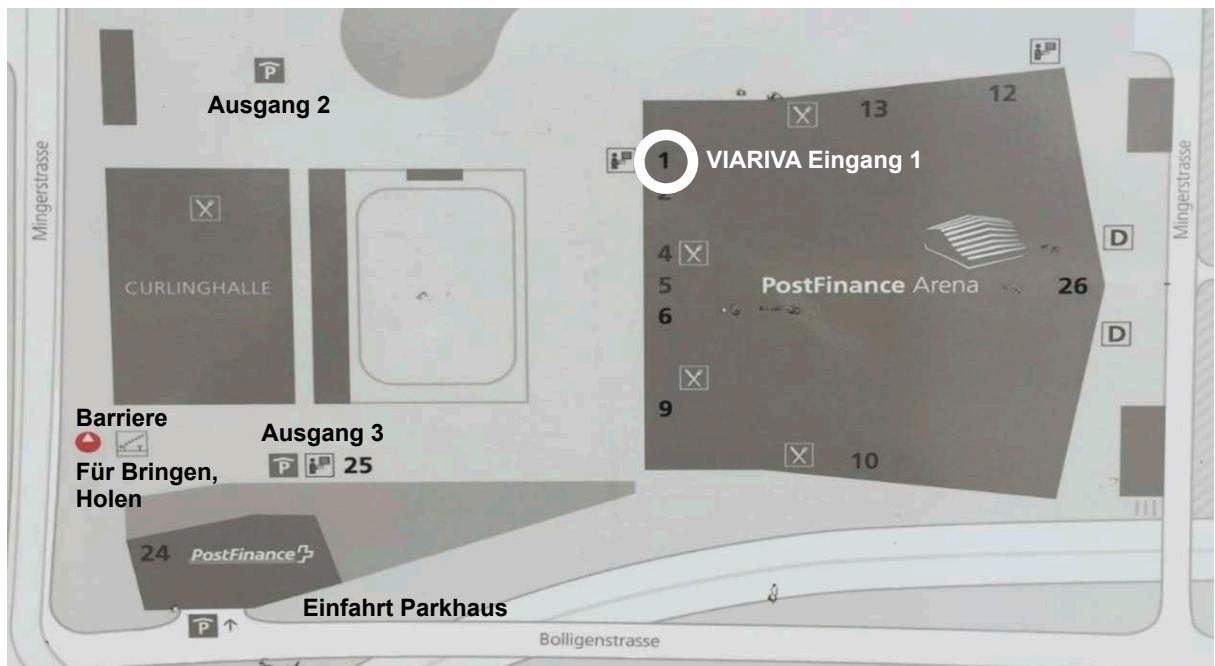 P
Ausgang 2
12
13
1
VIARIVA Eingang 1
2
Mingerstrasse
Mingerstrasse
4
D
CURLINGHALLE
5
PostFinance Arena
26
6
D
9
Barriere
Ausgang 3
P
25
10
Für Bringen,
Holen
24
PostFinance
Einfahrt Parkhaus
P ↑
Bolligenstrasse